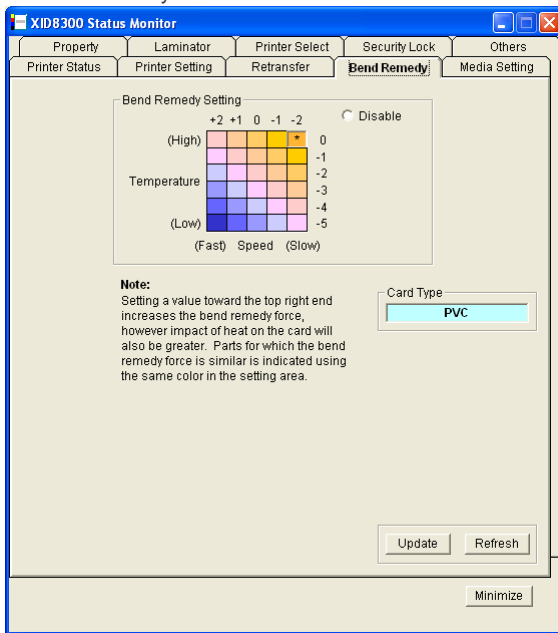 XID8300 Status Monitor
Property Laminator Printer Select Security Lock Others
Printer Status Printer Setting Retransfer Bend Remedy Media Setting
Bend Remedy Setting
+2 +1 0 -1 -2
Disable
(High) * 0
-1
-2
Temperature
-3
-4
(Low) -5
(Fast) Speed (Slow)
Note:
Setting a value toward the top right end
increases the bend remedy force,
however impact of heat on the card will
also be greater. Parts for which the bend
remedy force is similar is indicated using
the same color in the setting area.
Card Type
PVC
Update Refresh
Minimize